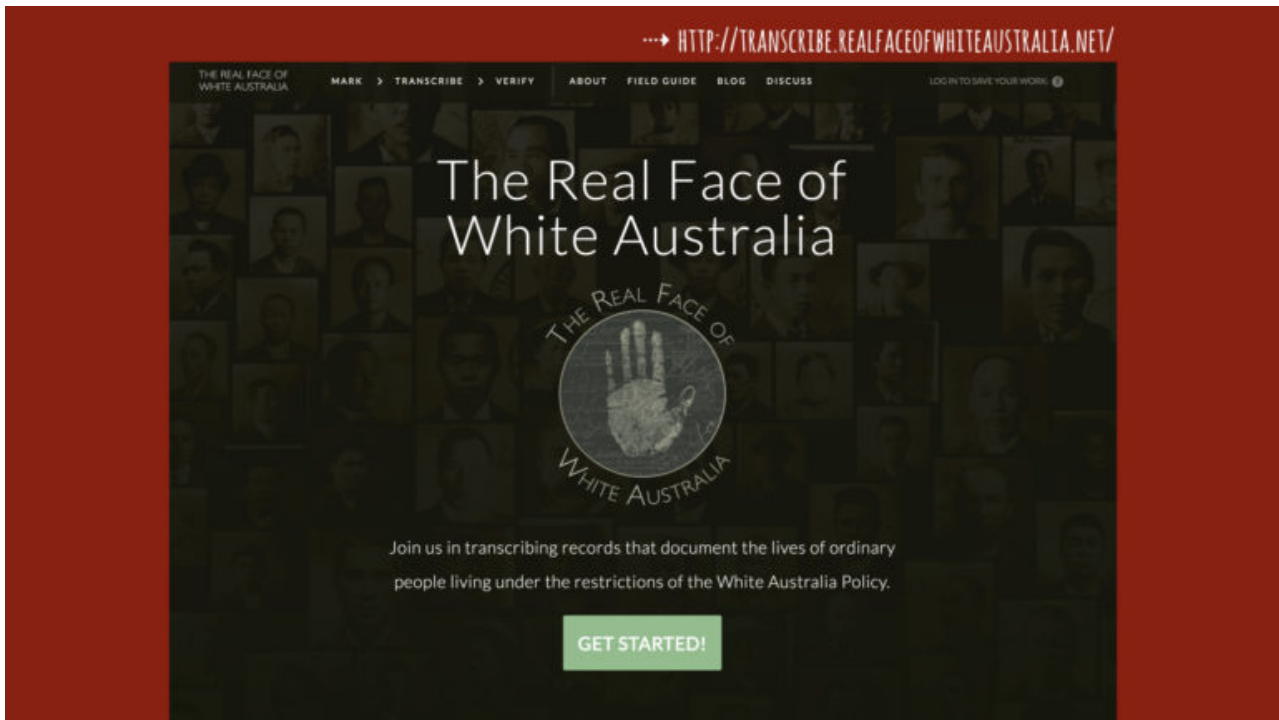 ⇢ HTTP://TRANSCRIBE.REALFACEOFWHITEAUSTRALIA.NET/
THE REAL FACE OF
WHITE AUSTRALIA
MARK > TRANSCRIBE > VERIFY ABOUT FIELD GUIDE BLOG DISCUSS
LOG IN TO SAVE YOUR WORK:
The Real Face of
White Australia
THE REAL FACE OF
WHITE AUSTRALIA
Join us in transcribing records that document the lives of ordinary
people living under the restrictions of the White Australia Policy.
GET STARTED!